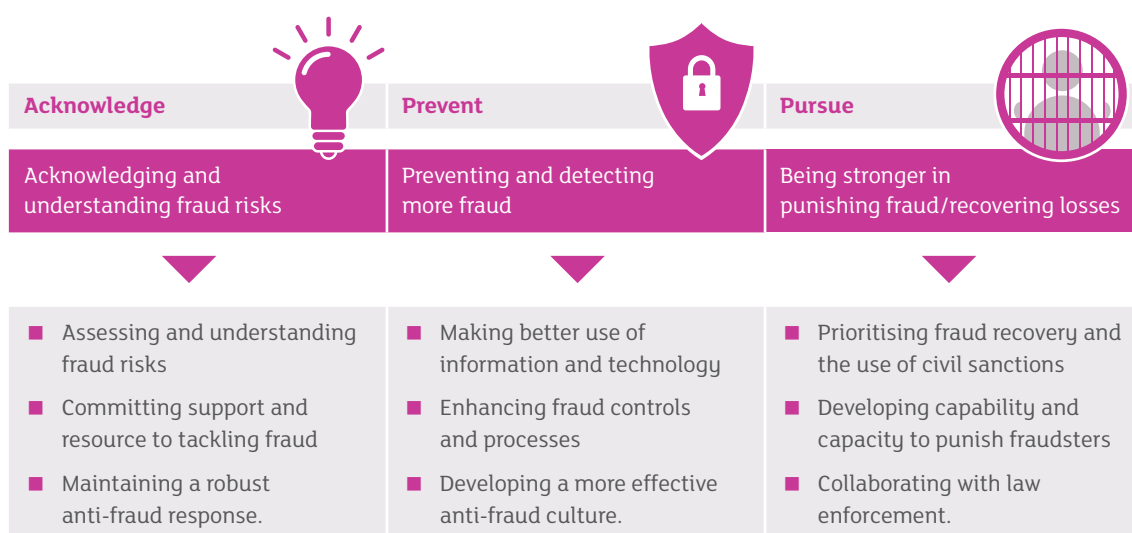 Acknowledge
Prevent
Pursue
Acknowledging and
understanding fraud risks
Preventing and detecting
more fraud
Being stronger in
punishing fraud/recovering losses
■ Assessing and understanding
fraud risks
■ Committing support and
resource to tackling fraud
■ Maintaining a robust
anti-fraud response.
■ Making better use of
information and technology
■ Enhancing fraud controls
and processes
■ Developing a more effective
anti-fraud culture.
■ Prioritising fraud recovery and
the use of civil sanctions
■ Developing capability and
capacity to punish fraudsters
■ Collaborating with law
enforcement.